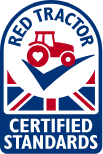 RED TRACTOR
CERTIFIED
STANDARDS